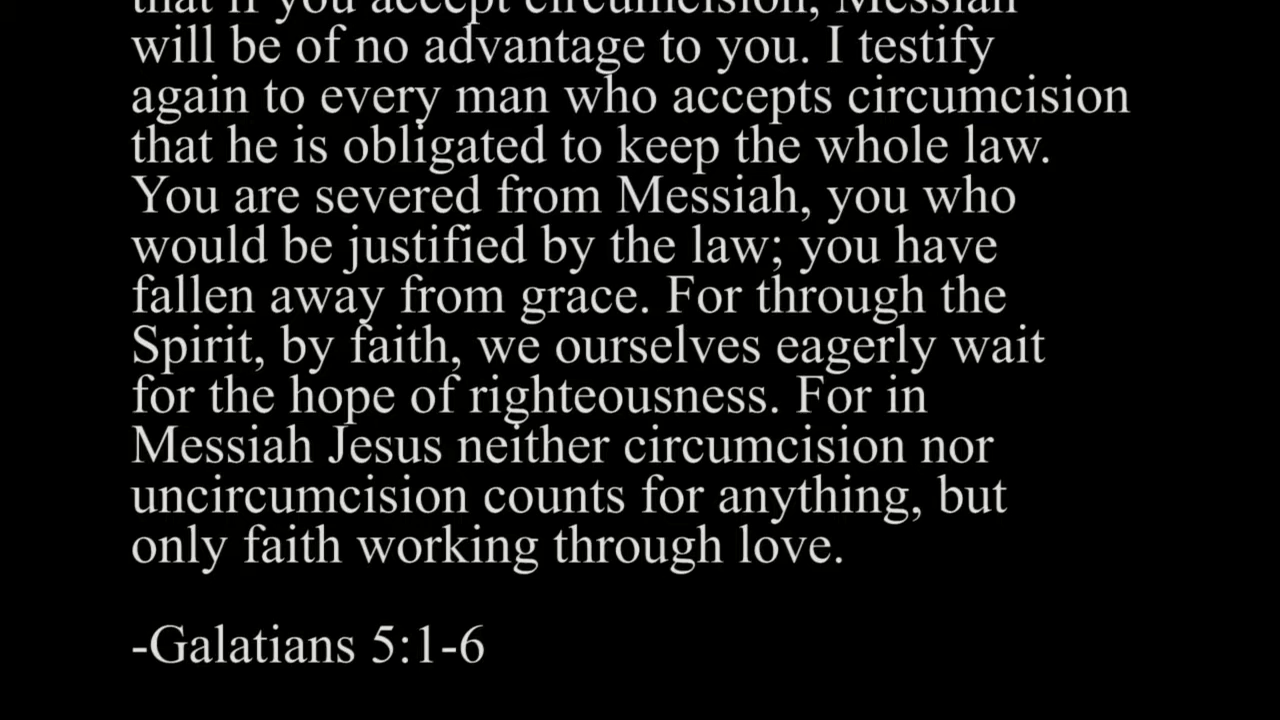 that if you accept circumcision, Messiah
will be of no advantage to you. I testify
again to every man who accepts circumcision
that he is obligated to keep the whole law.
You are severed from Messiah, you who
would be justified by the law; you have
fallen away from grace. For through the
Spirit, by faith, we ourselves eagerly wait
for the hope of righteousness. For in
Messiah Jesus neither circumcision nor
uncircumcision counts for anything, but
only faith working through love.
-Galatians 5:1-6